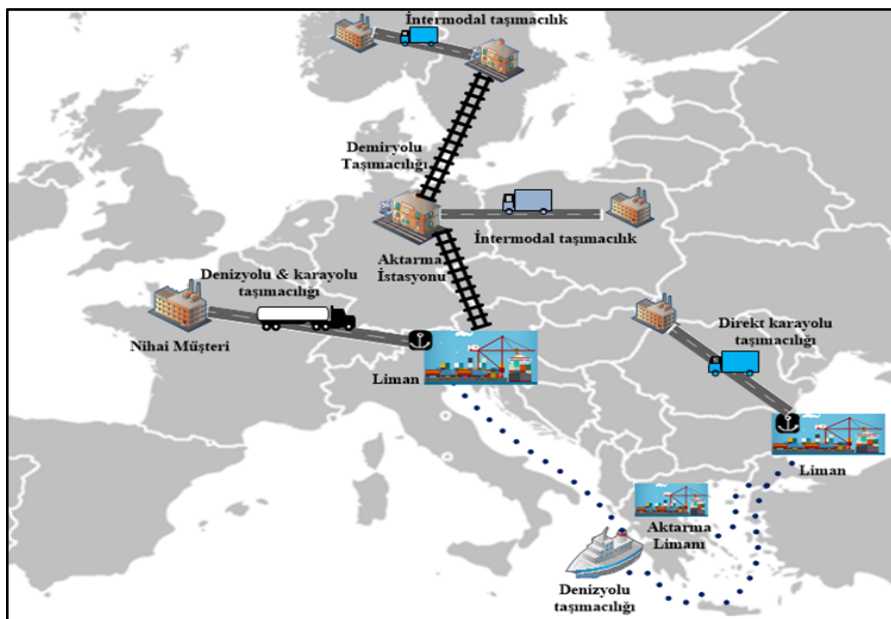 İntermodal taşımacılık
Demiryolu
Taşımacılığı
İntermodal taşımacılık
Aktarma
İstasyonu
Denizyolu & karayolu
taşımacılığı
Nihai Müşteri
Liman
Direkt karayolu
taşımacılığı
Liman
Aktarma
Limanı
Denizyolu
taşımacılığı